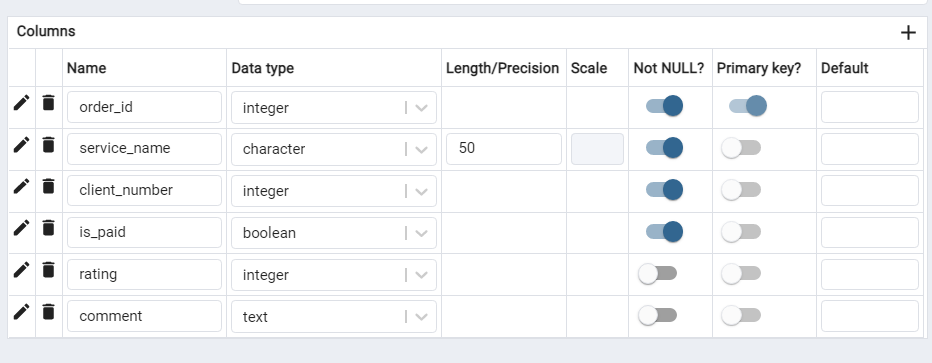 Columns
Name Data type Length/Precision Scale Not NULL? Primary key? Default
order_id integer
service_name character 50
client_number integer
is_paid boolean
rating integer
comment text